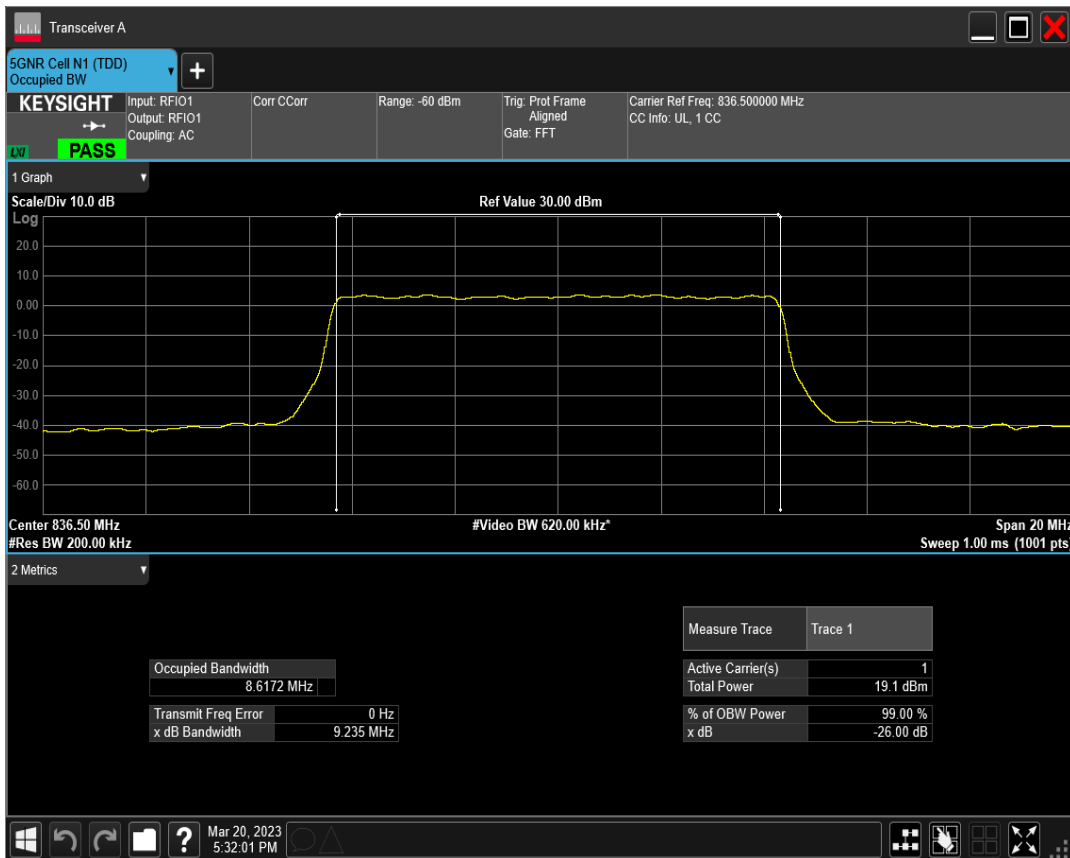 Transceiver A
5GNR Cell N1 (TDD)
Occupied BW
KEYSIGHT
LXI
PASS
Input: RFIO1
Output: RFIO1
Coupling: AC
Corr CCorr
Range: -60 dBm
Trig: Prot Frame
Aligned
Gate: FFT
Carrier Ref Freq: 836.500000 MHz
CC Info: UL, 1 CC
1 Graph
Scale/Div 10.0 dB
Ref Value 30.00 dBm
Log
20.0
10.0
0.00
-10.0
-20.0
-30.0
-40.0
-50.0
-60.0
Center 836.50 MHz
#Video BW 620.00 kHz*
Span 20 MHz
#Res BW 200.00 kHz
Sweep 1.00 ms (1001 pts)
2 Metrics
Measure Trace Trace 1
Occupied Bandwidth
8.6172 MHz
Active Carrier(s) 1
Total Power 19.1 dBm
Transmit Freq Error 0 Hz
x dB Bandwidth 9.235 MHz
% of OBW Power 99.00 %
x dB -26.00 dB
?
Mar 20, 2023
5:32:01 PM